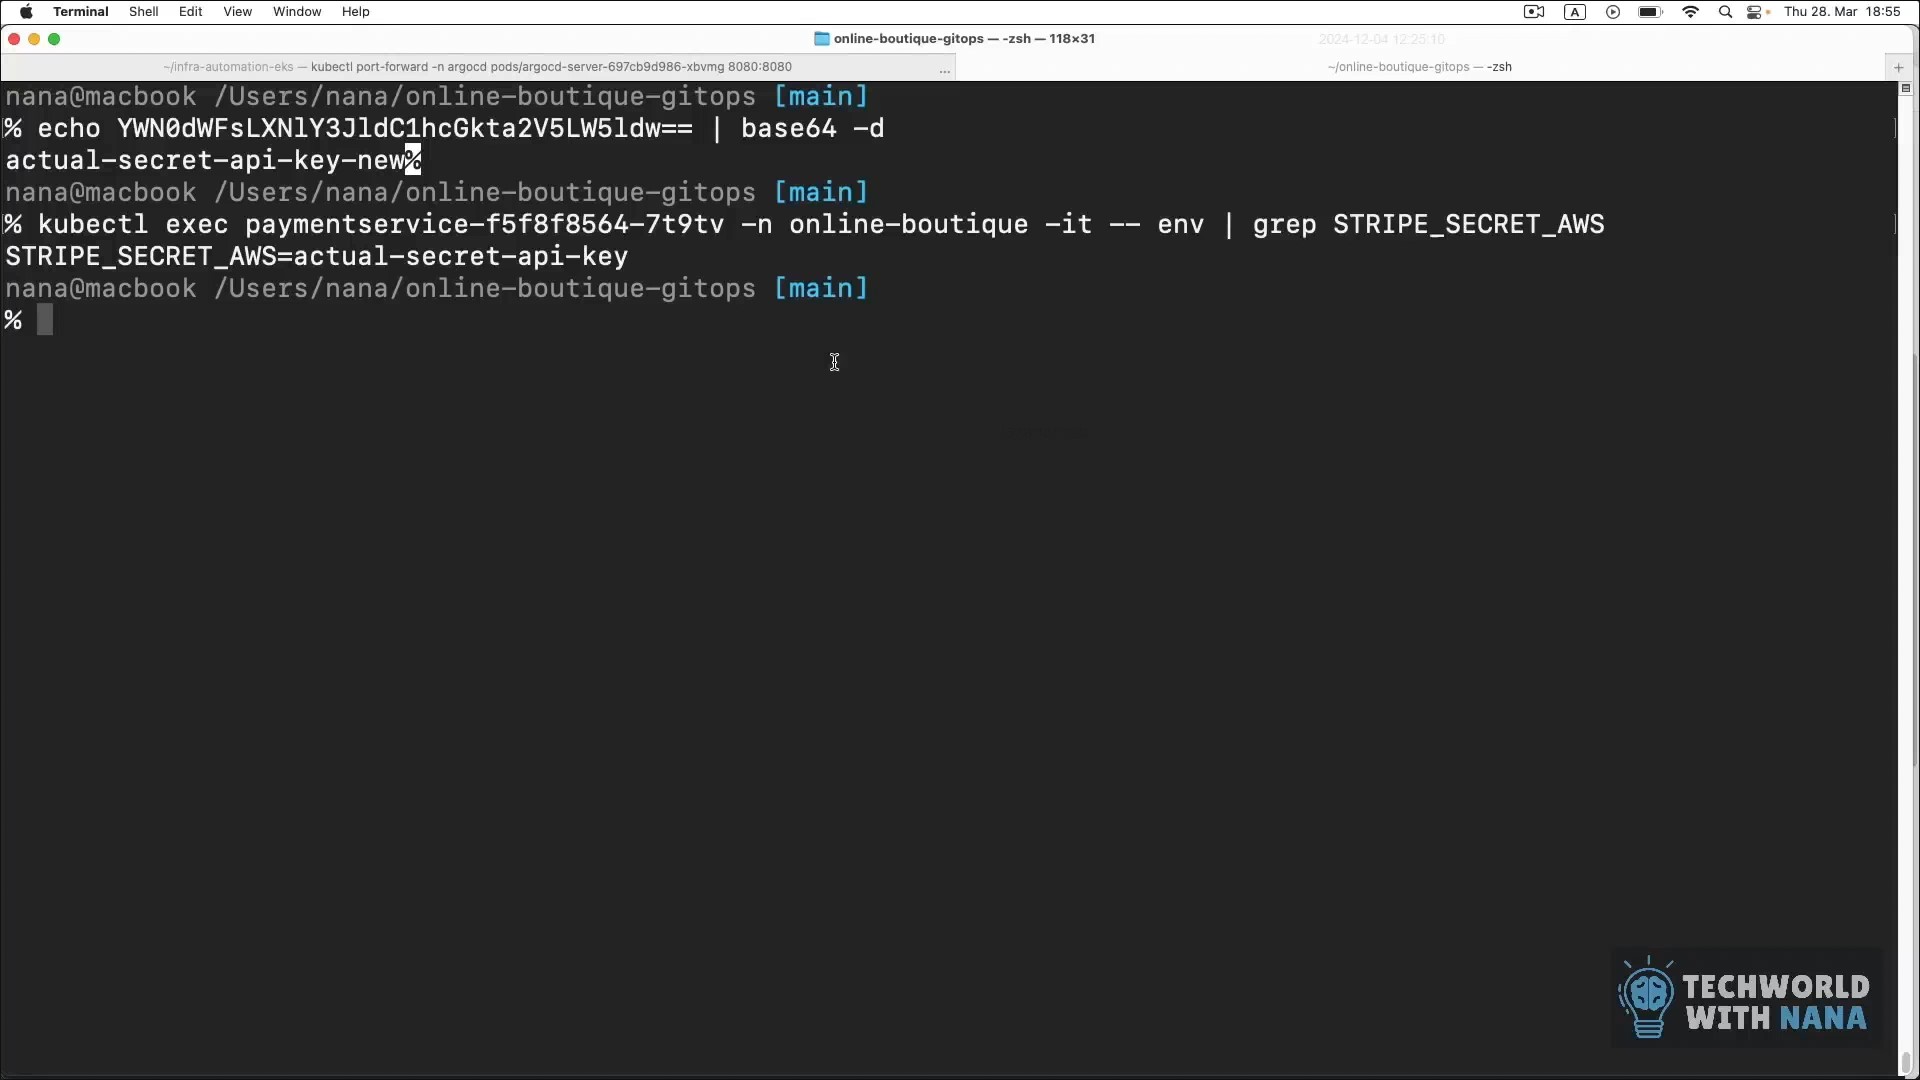 Terminal Shell Edit View Window Help A Thu 28. Mar 18:55
online-boutique-gitops — -zsh — 118×31
2024-12-04 12:25:10
~/infra-automation-eks — kubectl port-forward -n argocd pods/argocd-server-697cb9d986-xbvmg 8080:8080 ...
~/online-boutique-gitops — -zsh +
nana@macbook /Users/nana/online-boutique-gitops [main]
% echo YWN0dWFsLXNlY3JldC1hcGkta2V5LW5ldw== | base64 -d
actual-secret-api-key-new%
nana@macbook /Users/nana/online-boutique-gitops [main]
% kubectl exec paymentservice-f5f8f8564-7t9tv -n online-boutique -it -- env | grep STRIPE_SECRET_AWS
STRIPE_SECRET_AWS=actual-secret-api-key
nana@macbook /Users/nana/online-boutique-gitops [main]
%
TECHWORLD
WITH NANA